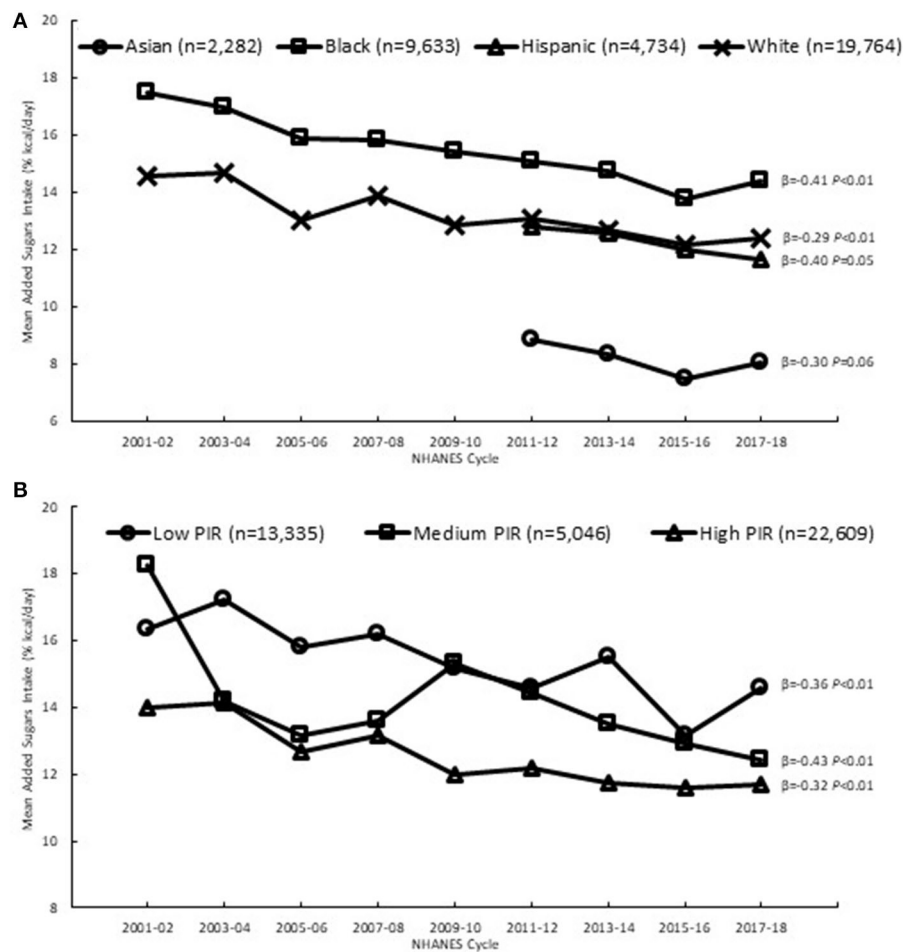 A
20
Asian (n=2,282) Black (n=9,633) Hispanic (n=4,734) White (n=19,764)
18
16
14
12
10
8
6
Mean Added Sugars Intake (% kcal/day)
β=-0.41 P<0.01
β=-0.29 P<0.01
β=-0.40 P=0.05
β=-0.30 P=0.06
2001-02 2003-04 2005-06 2007-08 2009-10 2011-12 2013-14 2015-16 2017-18
NHANES Cycle
B
20
Low PIR (n=13,335) Medium PIR (n=5,046) High PIR (n=22,609)
18
16
14
12
10
8
Mean Added Sugars Intake (% kcal/day)
β=-0.36 P<0.01
β=-0.43 P<0.01
β=-0.32 P<0.01
2001-02 2003-04 2005-06 2007-08 2009-10 2011-12 2013-14 2015-16 2017-18
NHANES Cycle